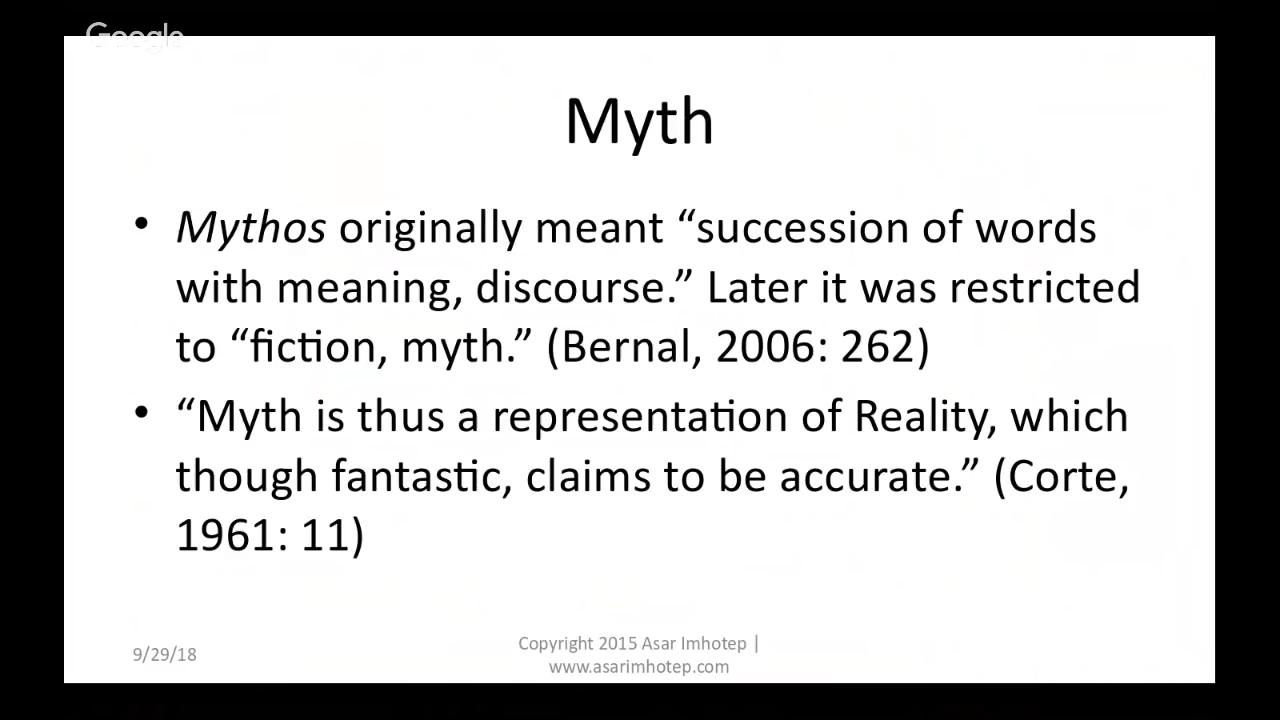 Google
Myth
• Mythos originally meant “succession of words
with meaning, discourse.” Later it was restricted
to “fiction, myth.” (Bernal, 2006: 262)
• “Myth is thus a representation of Reality, which
though fantastic, claims to be accurate.” (Corte,
1961: 11)
9/29/18
Copyright 2015 Asar Imhotep |
www.asarimhotep.com